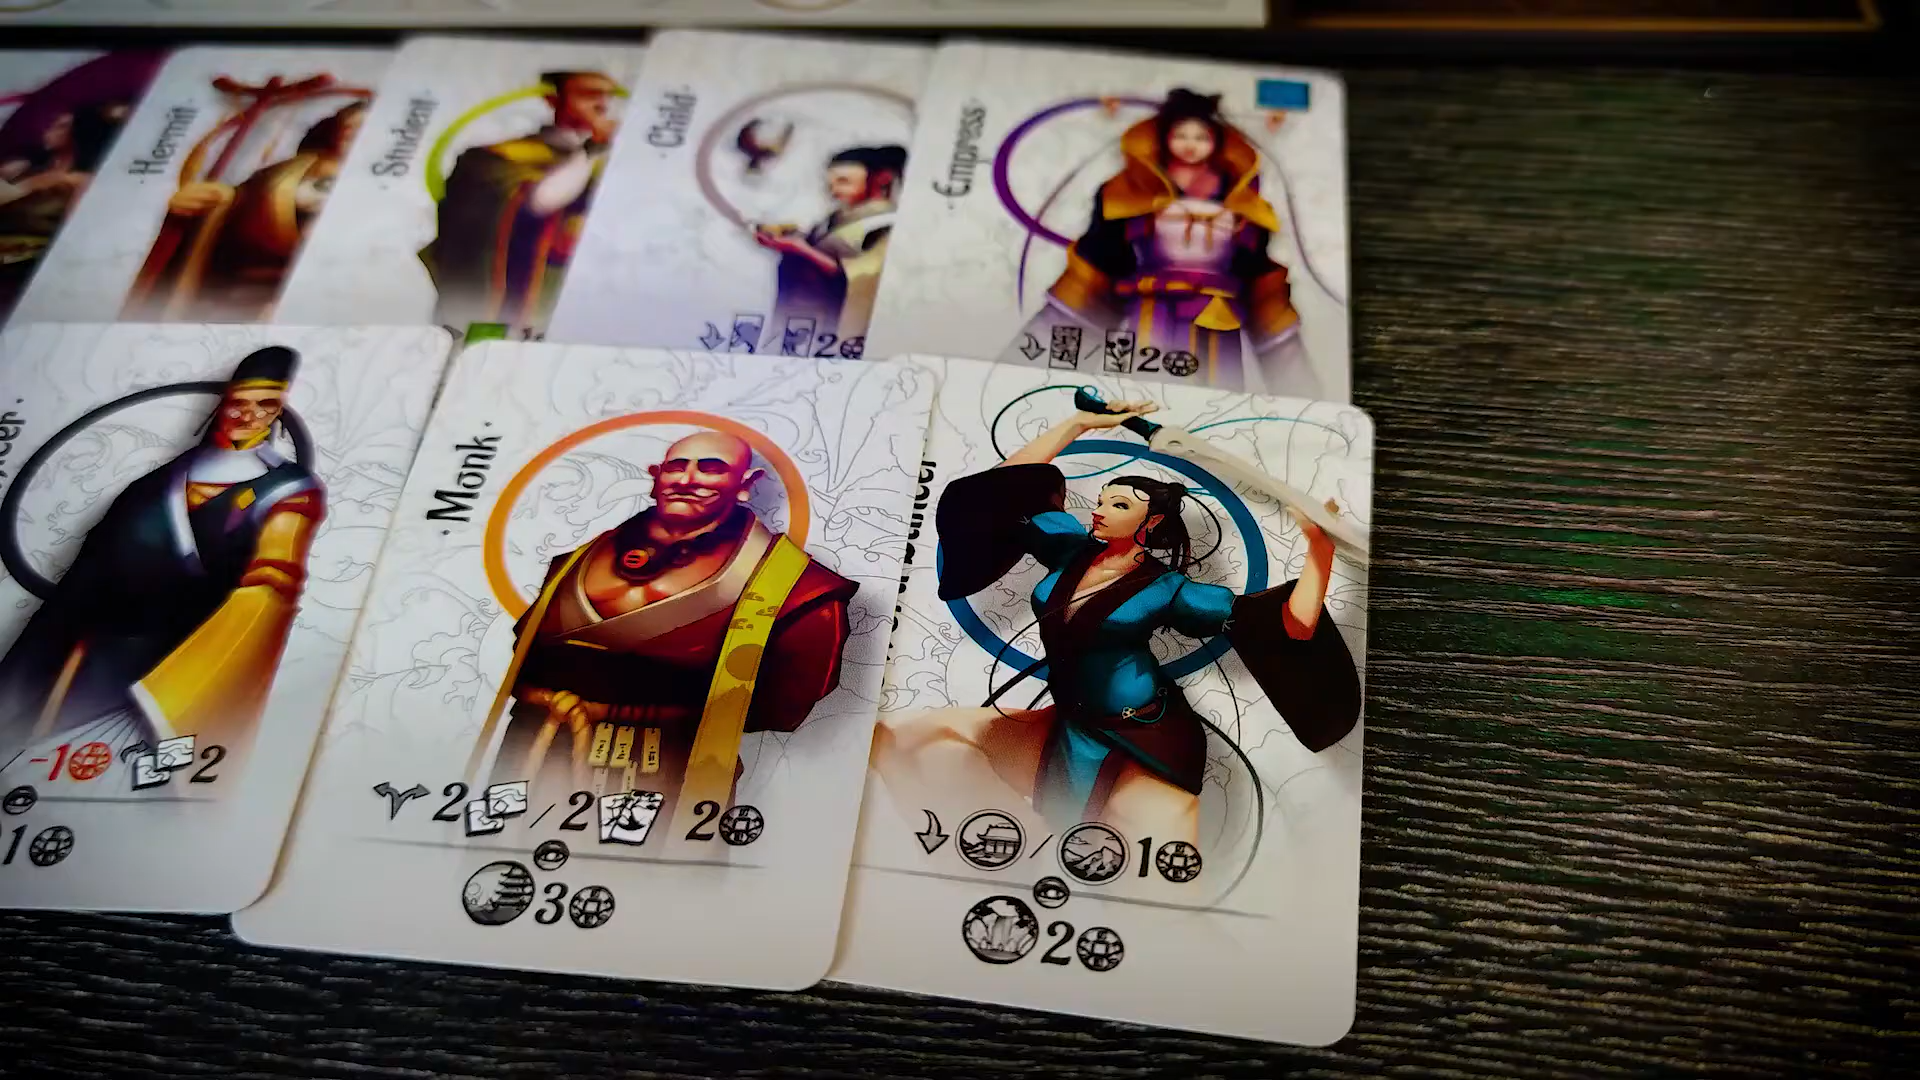 · Hermit ·
· Student ·
· Child ·
2
· Empress ·
2
-1 2
1
· Monk ·
2 / 2 2
3
/ 1
2